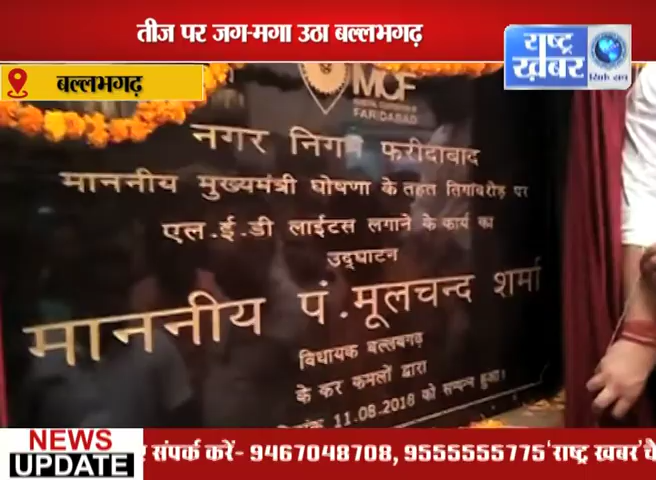 तीज पर जग-मगा उठा बल्लभगढ़
राष्ट्र
ख़बर
सिर्फ सच
बल्लभगढ़
MCF
FARIDABAD
नगर निगम फरीदाबाद
माननीय मुख्यमंत्री घोषणा के तहत तिगांवरोड़ पर
एल.ई.डी लाईटस लगाने के कार्य का
उद्घाटन
माननीय पं.मूलचन्द शर्मा
विधायक बल्लबगढ़
के कर कमलों द्वारा
11.08.2018 को सम्पन्न हुआ।
NEWS
UPDATE
संपर्क करें- 9467048708, 9555555775 'राष्ट्र खबर' चै